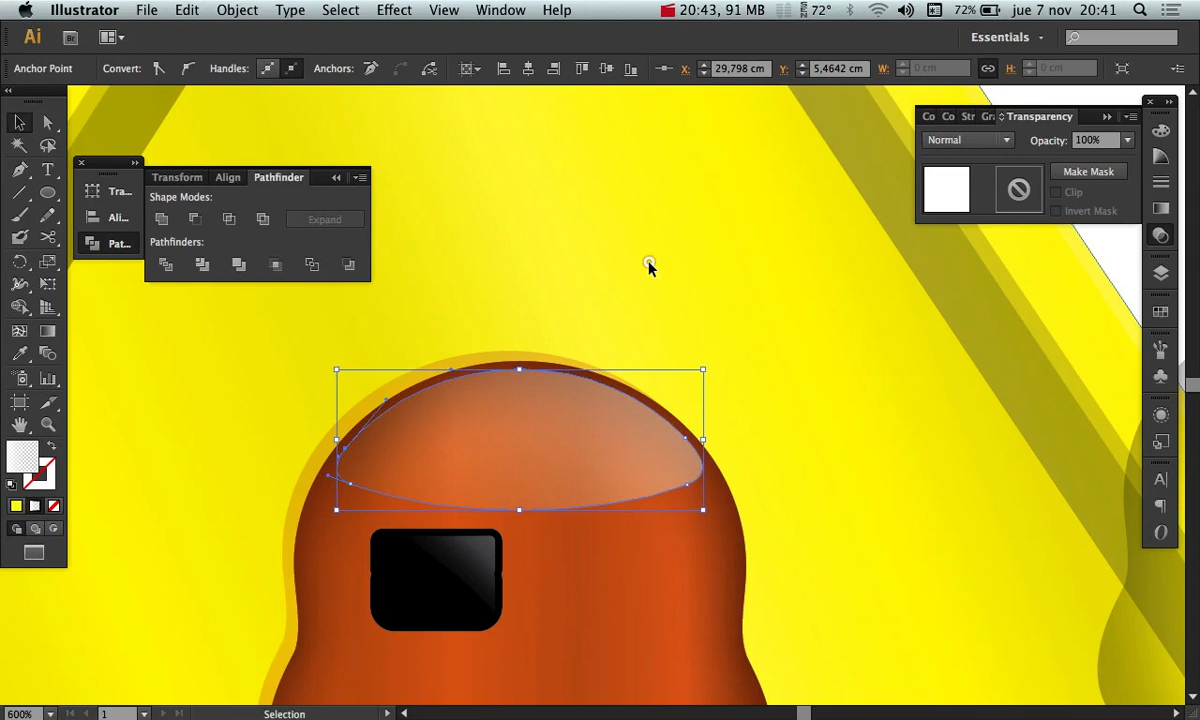 Illustrator File Edit Object Type Select Effect View Window Help 20:43, 91 MB SEN 72° 72% jue 7 nov 20:41
Ai Br Essentials
Anchor Point Convert: Handles: Anchors: X: 29,798 cm Y: 5,4642 cm W: 0 cm H: 0 cm
Co Co Str Gra Transparency
Normal Opacity: 100%
Make Mask
Clip
Invert Mask
Tra...
Ali...
Pat...
Transform Align Pathfinder
Shape Modes:
Expand
Pathfinders:
600% 1 Selection